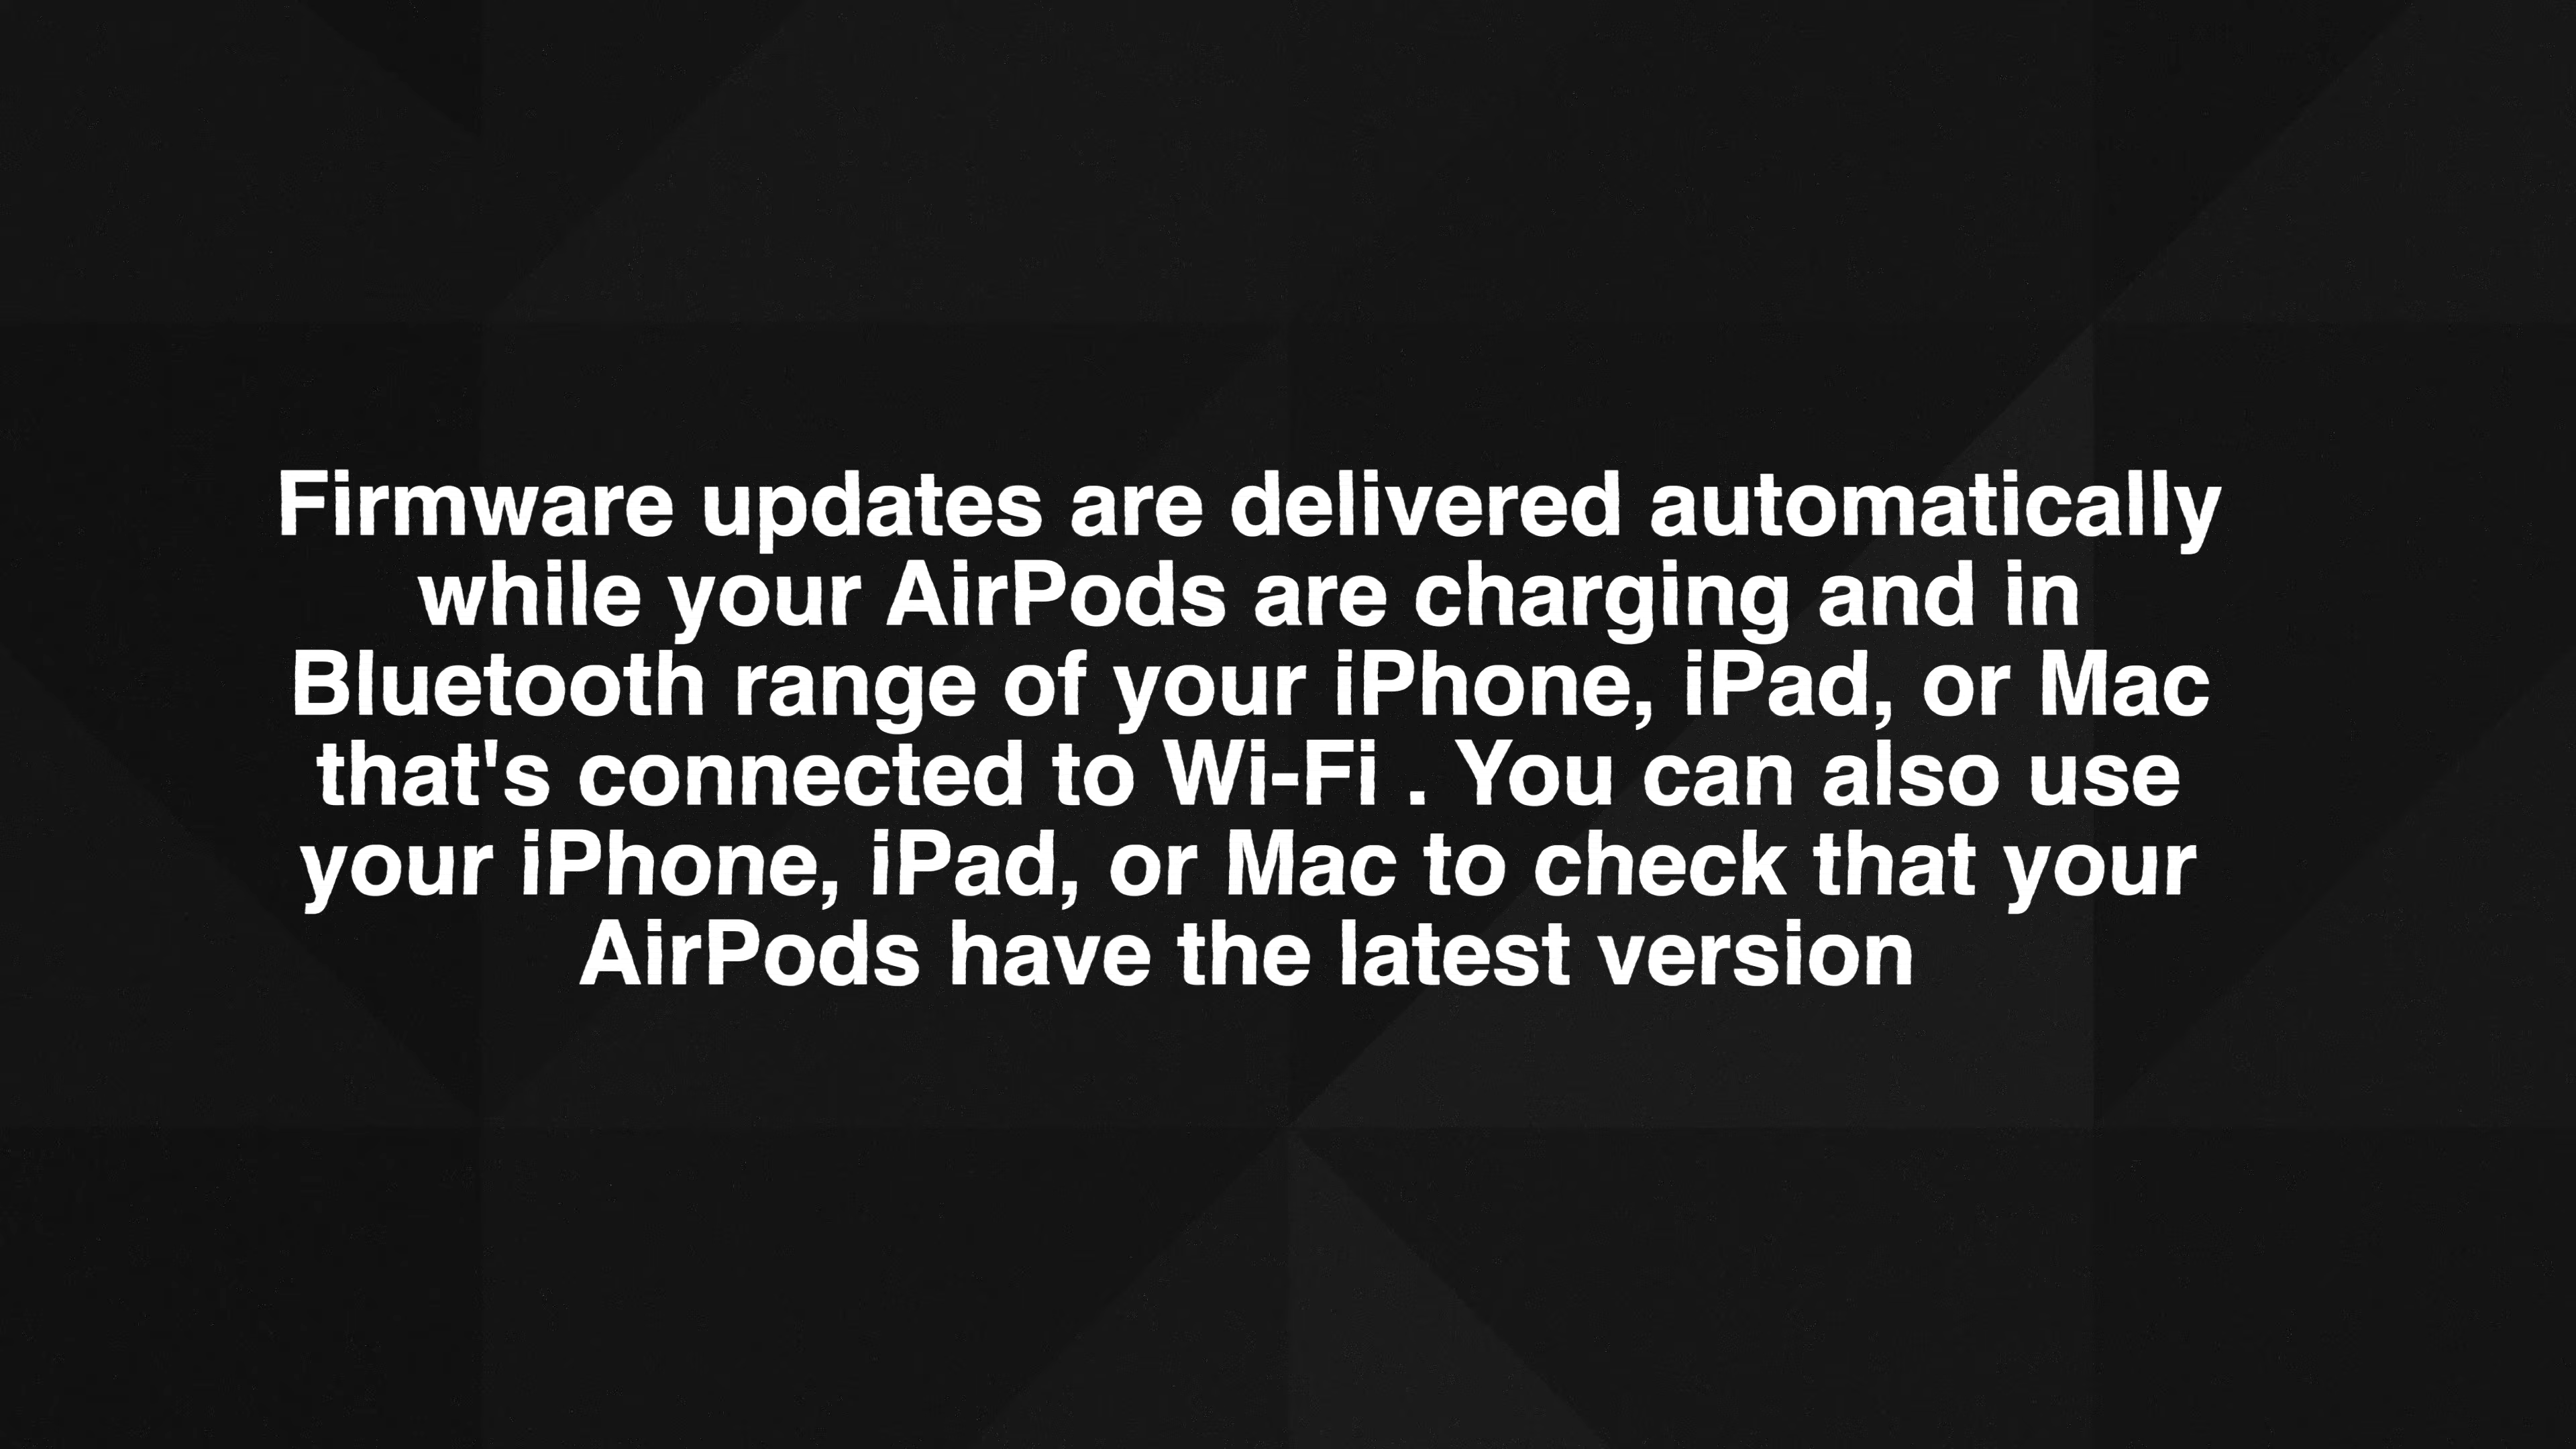 Firmware updates are delivered automatically
while your AirPods are charging and in
Bluetooth range of your iPhone, iPad, or Mac
that's connected to Wi-Fi . You can also use
your iPhone, iPad, or Mac to check that your
AirPods have the latest version